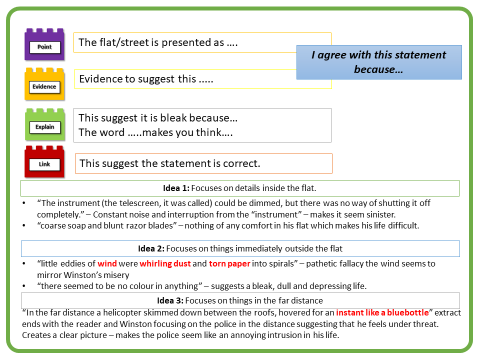 Point
The flat/street is presented as ....
I agree with this statement
because...
Evidence
Evidence to suggest this .....
Explain
This suggest it is bleak because...
The word .....makes you think....
Link
This suggest the statement is correct.
Idea 1: Focuses on details inside the flat.
• “The instrument (the telescreen, it was called) could be dimmed, but there was no way of shutting it off
completely.” – Constant noise and interruption from the “instrument” – makes it seem sinister.
• “coarse soap and blunt razor blades” – nothing of any comfort in his flat which makes his life difficult.
Idea 2: Focuses on things immediately outside the flat
• “little eddies of wind were whirling dust and torn paper into spirals” – pathetic fallacy the wind seems to
mirror Winston’s misery
• “there seemed to be no colour in anything” – suggests a bleak, dull and depressing life.
Idea 3: Focuses on things in the far distance
“In the far distance a helicopter skimmed down between the roofs, hovered for an instant like a bluebottle” extract
ends with the reader and Winston focusing on the police in the distance suggesting that he feels under threat.
Creates a clear picture – makes the police seem like an annoying intrusion in his life.